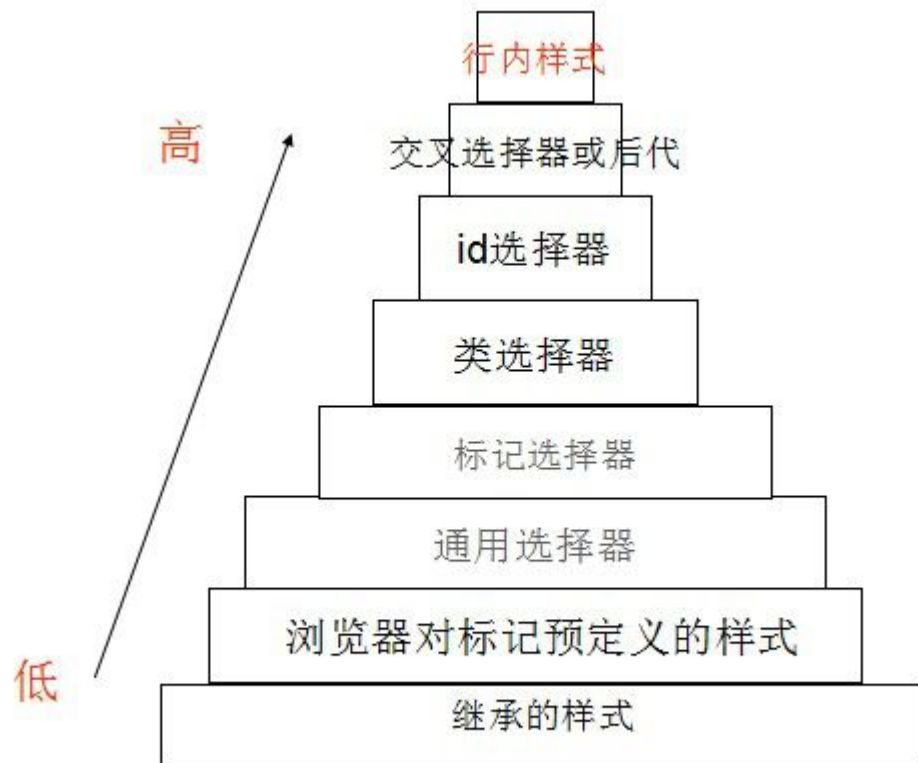 行内样式
高
交叉选择器或后代
id选择器
类选择器
标记选择器
通用选择器
浏览器对标记预定义的样式
低
继承的样式